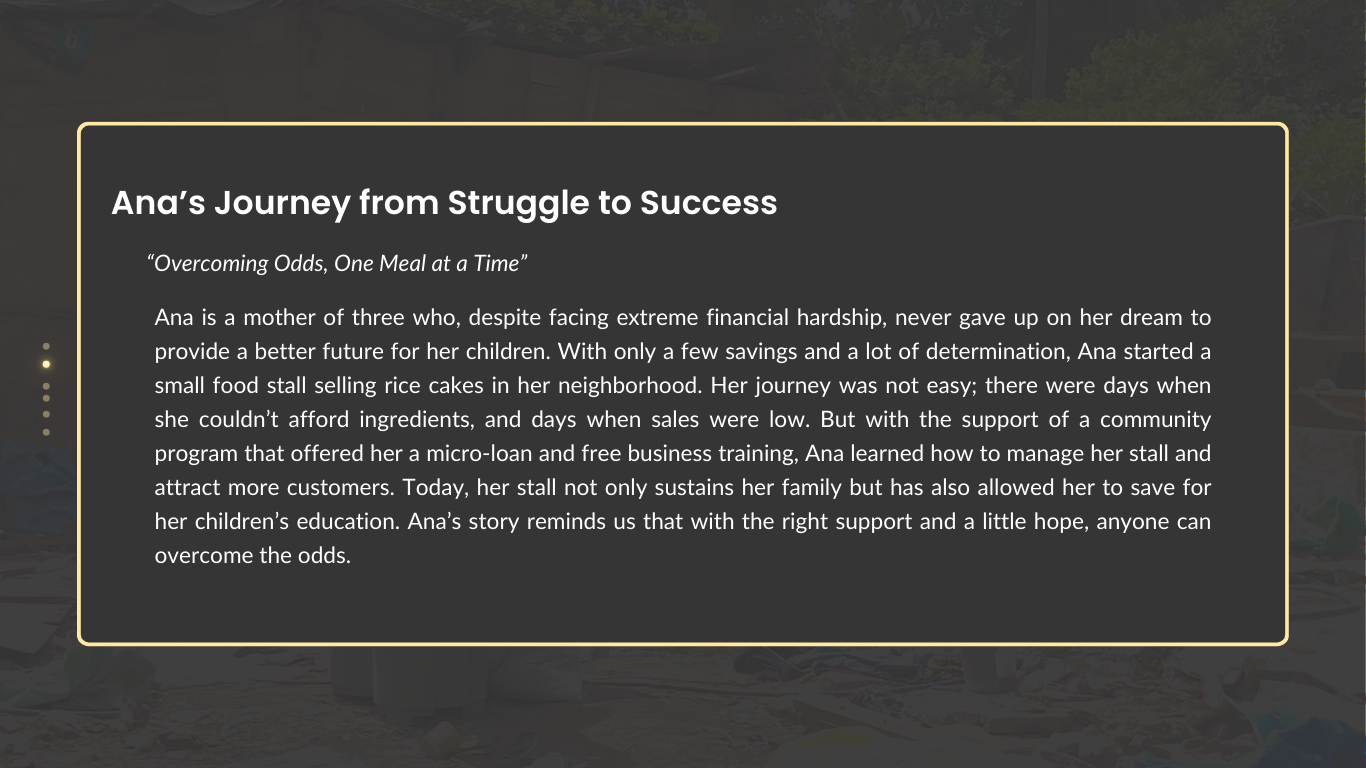 Ana’s Journey from Struggle to Success
“Overcoming Odds, One Meal at a Time”
Ana is a mother of three who, despite facing extreme financial hardship, never gave up on her dream to
provide a better future for her children. With only a few savings and a lot of determination, Ana started a
small food stall selling rice cakes in her neighborhood. Her journey was not easy; there were days when
she couldn’t afford ingredients, and days when sales were low. But with the support of a community
program that offered her a micro-loan and free business training, Ana learned how to manage her stall and
attract more customers. Today, her stall not only sustains her family but has also allowed her to save for
her children’s education. Ana’s story reminds us that with the right support and a little hope, anyone can
overcome the odds.